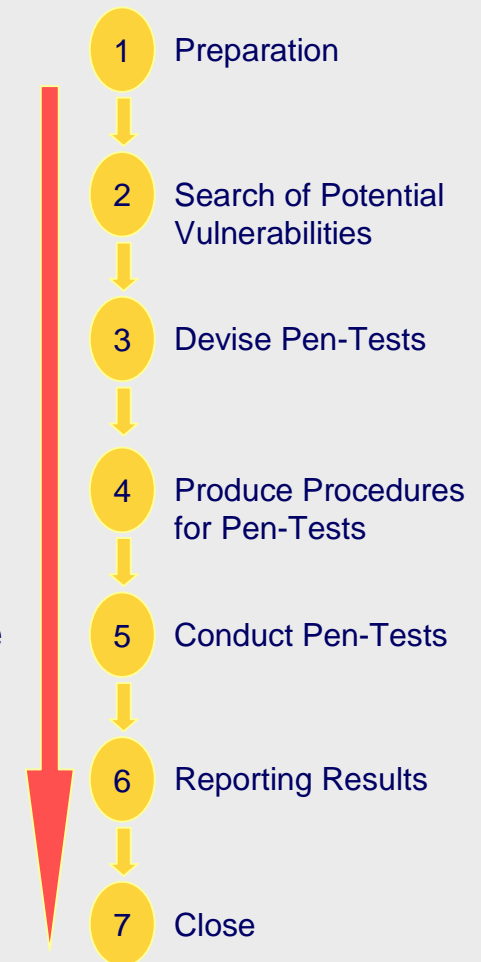 1 Preparation
2 Search of Potential
Vulnerabilities
3 Devise Pen-Tests
4 Produce Procedures
for Pen-Tests
e
5 Conduct Pen-Tests
6 Reporting Results
7 Close